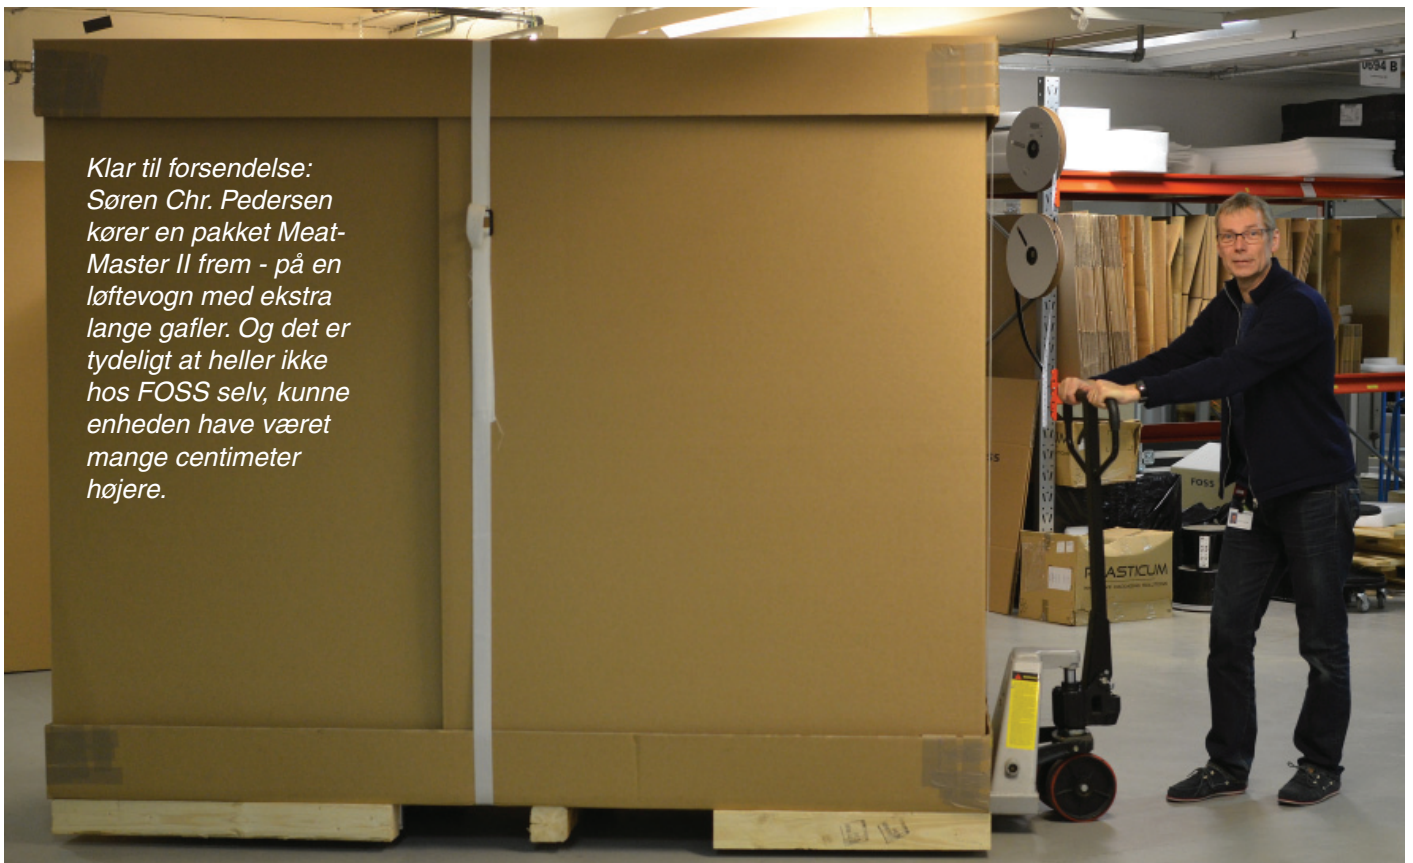 Klar til forsendelse:
Søren Chr. Pedersen
kører en pakket Meat-
Master II frem - på en
løftevogn med ekstra
lange gafler. Og det er
tydeligt at heller ikke
hos FOSS selv, kunne
enheden have været
mange centimeter
højere.
0694 B
FOSS